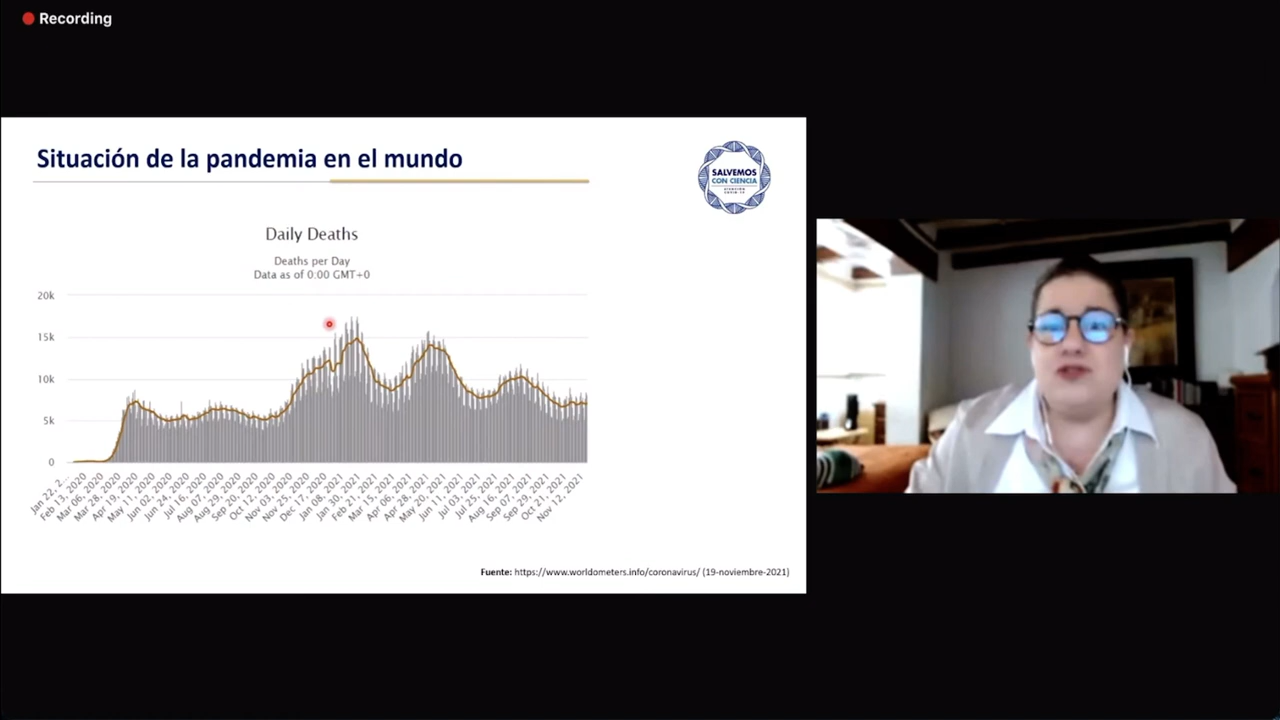 Recording
Situación de la pandemia en el mundo
SALVEMOS
CON CIENCIA
ATENCIÓN
COVID-19
Daily Deaths
Deaths per Day
Data as of 0:00 GMT+0
20k
15k
10k
5k
0
Jan 22, 2...
Feb 13, 2020
Mar 06, 2020
Mar 28, 2020
Apr 19, 2020
May 11, 2020
Jun 02, 2020
Jun 24, 2020
Jul 16, 2020
Aug 07, 2020
Aug 29, 2020
Sep 20, 2020
Oct 12, 2020
Nov 03, 2020
Nov 25, 2020
Dec 17, 2020
Jan 08, 2021
Jan 30, 2021
Feb 21, 2021
Mar 15, 2021
Apr 06, 2021
Apr 28, 2021
May 20, 2021
Jun 11, 2021
Jul 03, 2021
Jul 25, 2021
Aug 16, 2021
Sep 07, 2021
Sep 29, 2021
Oct 21, 2021
Nov 12, 2021
Fuente: https://www.worldometers.info/coronavirus/ (19-noviembre-2021)